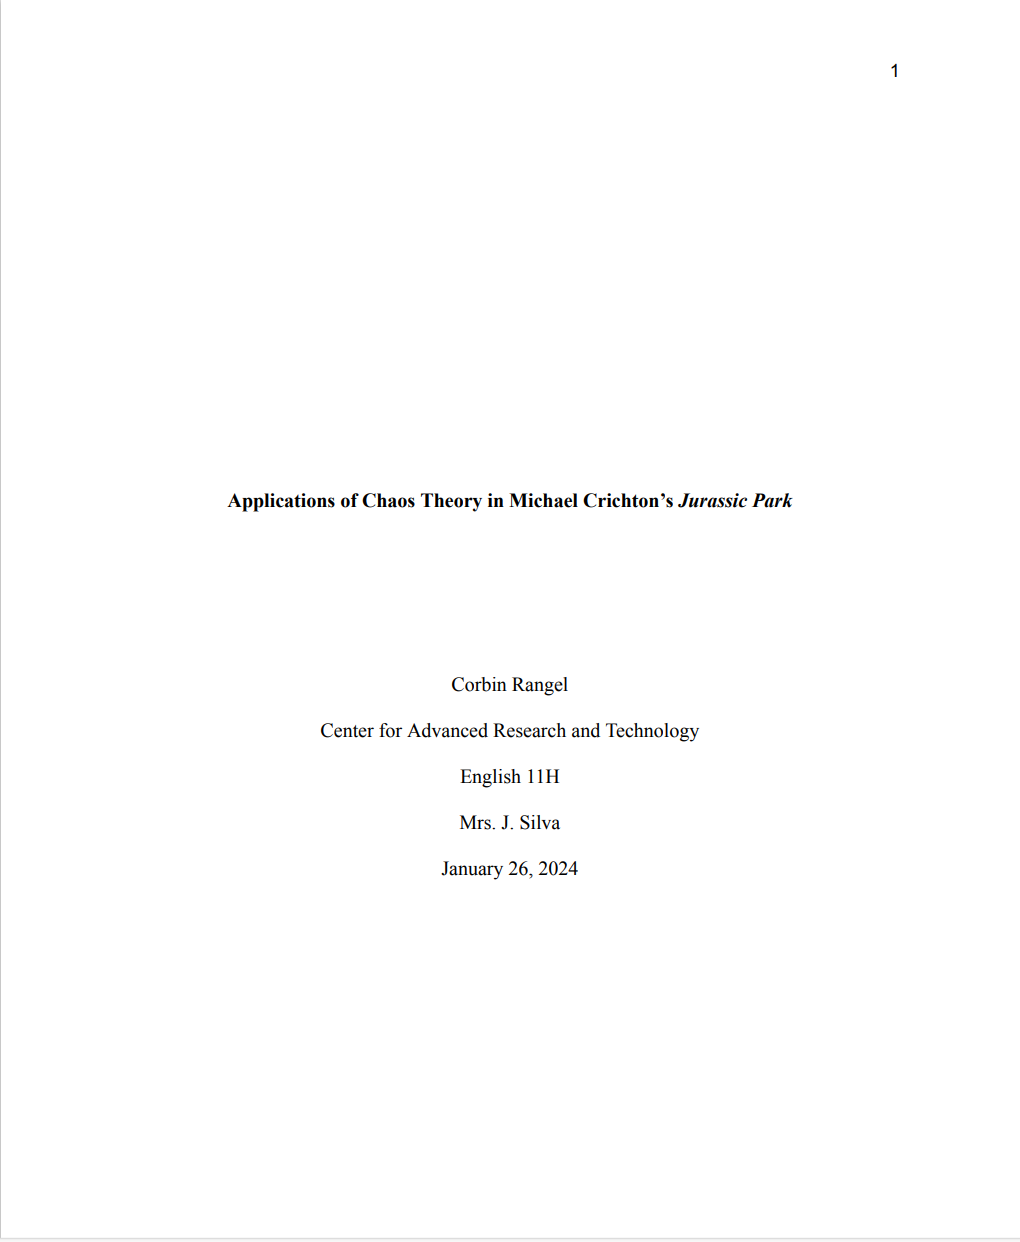 1
Applications of Chaos Theory in Michael Crichton’s Jurassic Park
Corbin Rangel
Center for Advanced Research and Technology
English 11H
Mrs. J. Silva
January 26, 2024